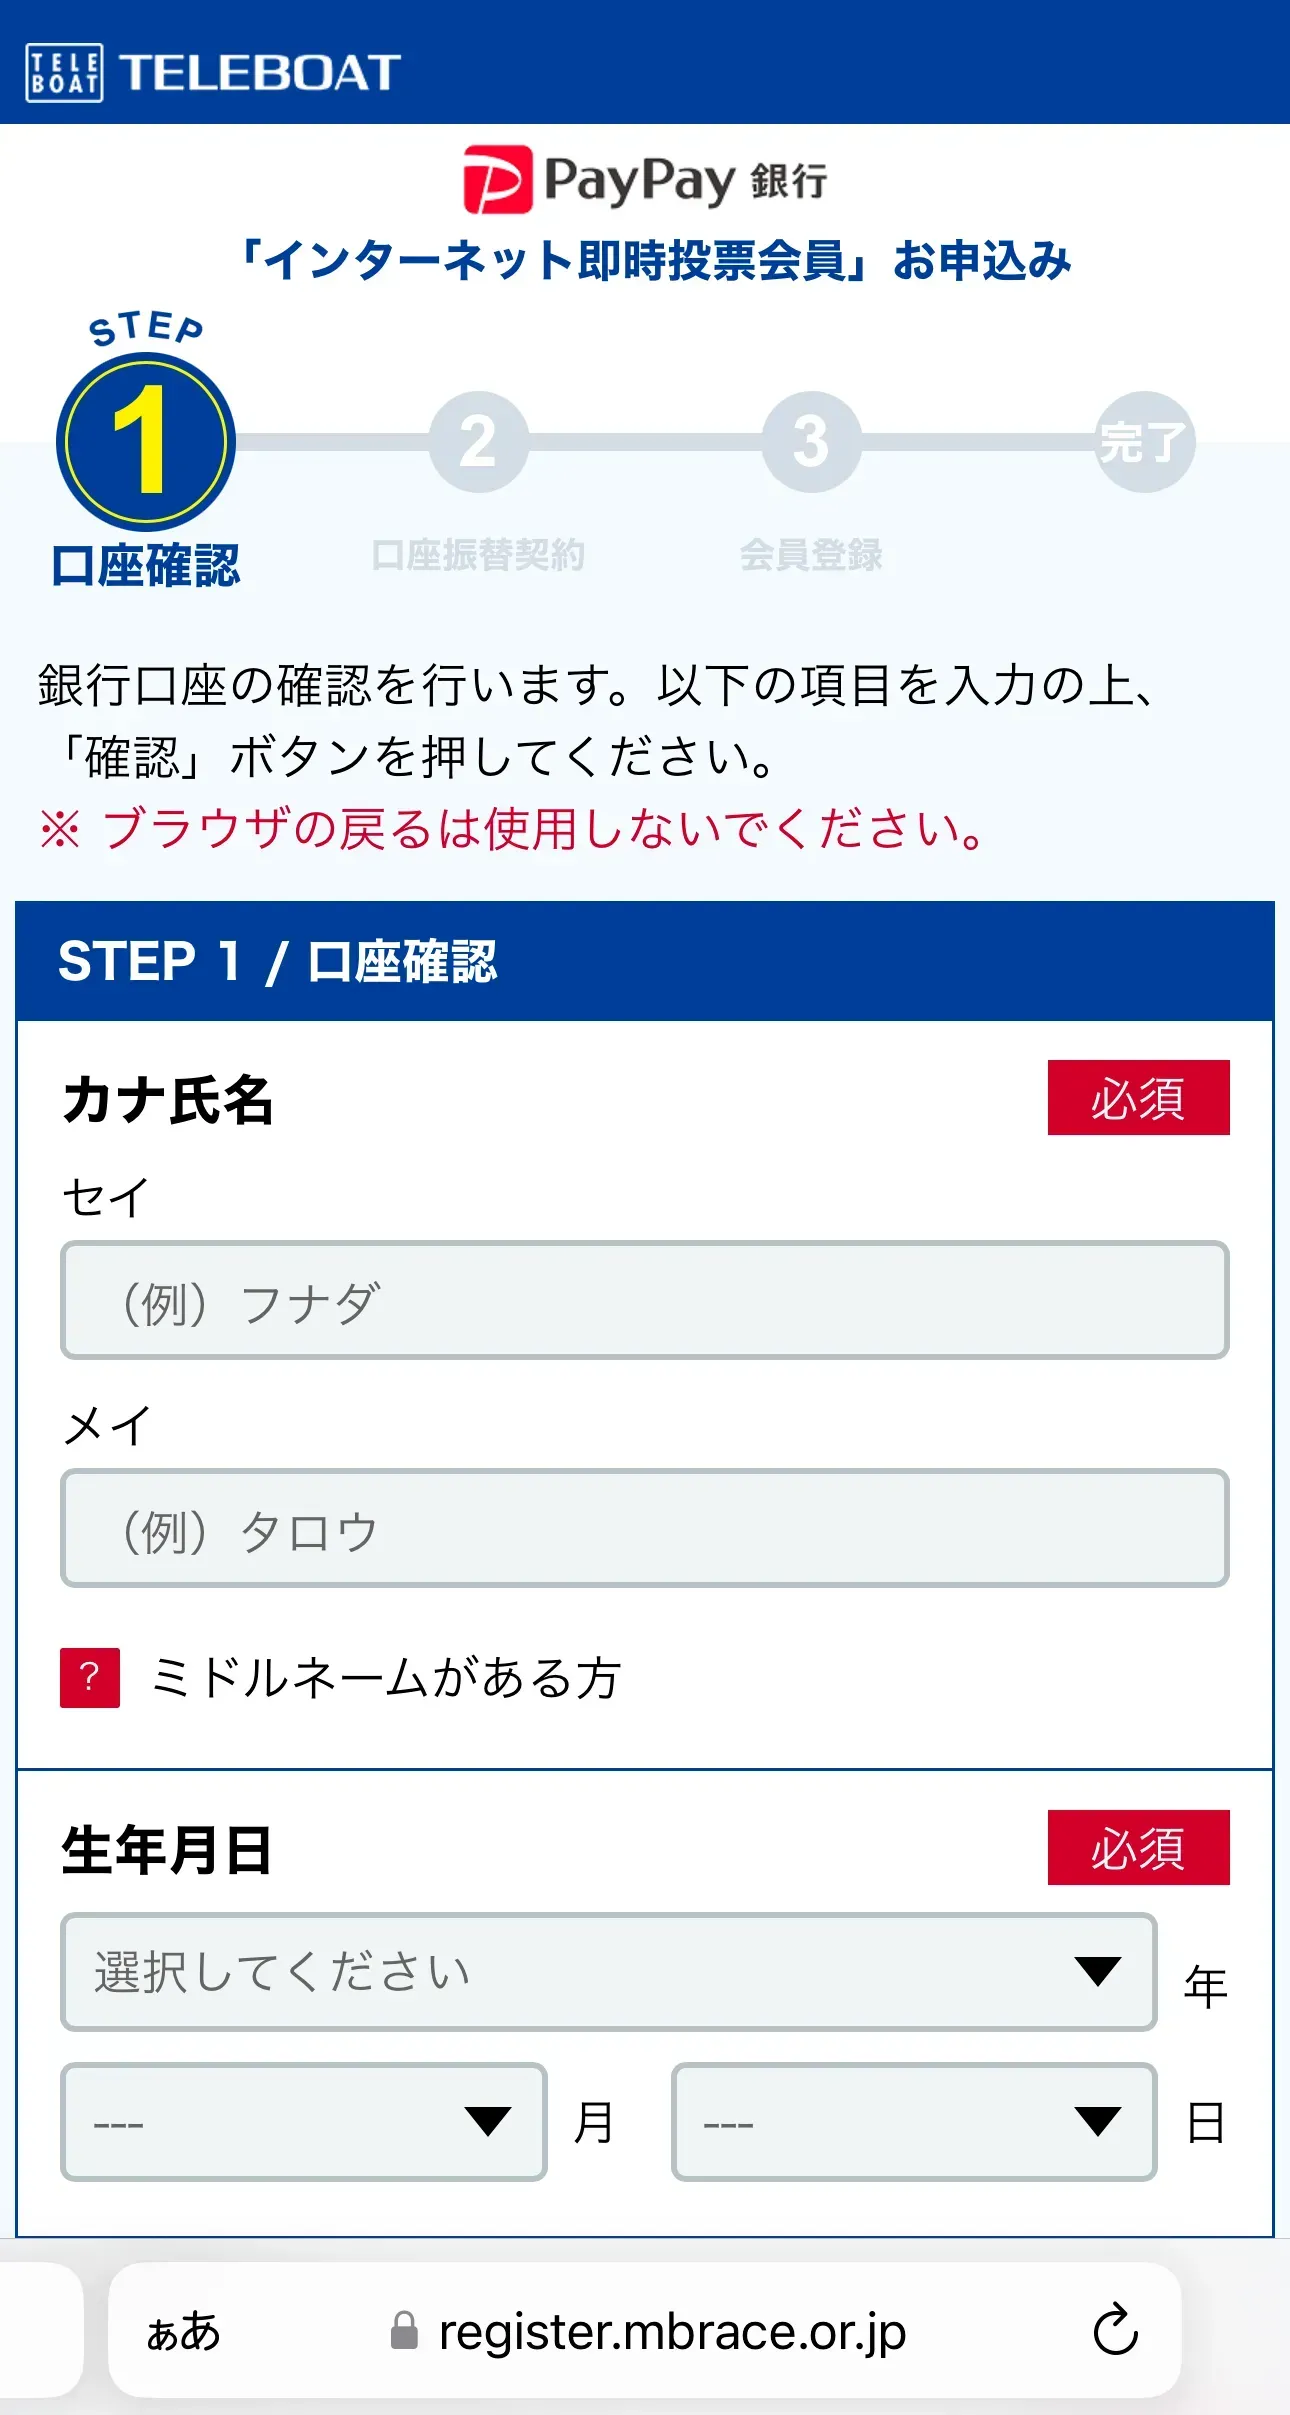 TELE
BOAT
TELEBOAT
PayPay 銀行
「インターネット即時投票会員」お申込み
STEP
1
2
3
完了
口座確認
口座振替契約
会員登録
銀行口座の確認を行います。以下の項目を入力の上、
「確認」ボタンを押してください。
※ ブラウザの戻るは使用しないでください。
STEP 1 / 口座確認
カナ氏名
必須
セイ
（例）フナダ
メイ
（例）タロウ
? ミドルネームがある方
生年月日
必須
選択してください
年
---
月
---
日
ぁあ
register.mbrace.or.jp